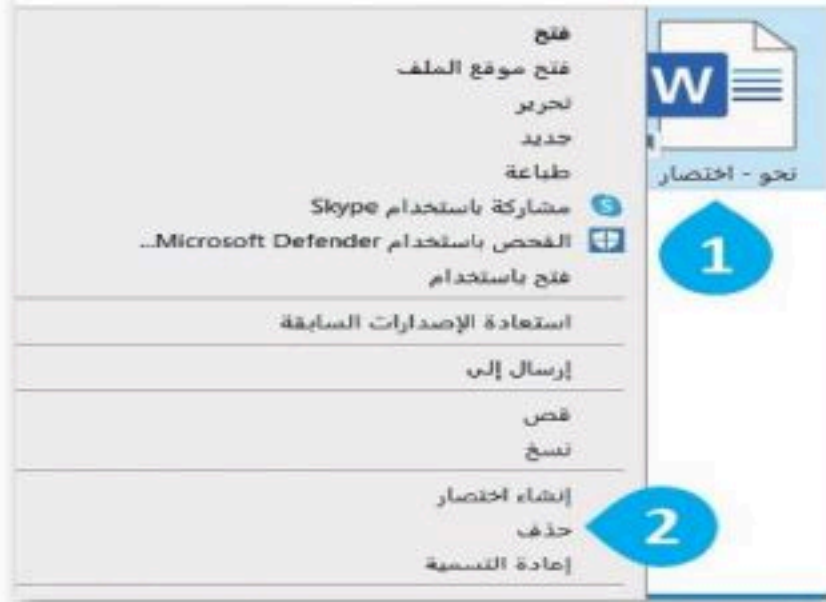 فتح
فتح موقع الملف
تحرير
جديد
طباعة
مشاركة باستخدام Skype
الفحص باستخدام Microsoft Defender...
فتح باستخدام
استعادة الإصدارات السابقة
إرسال إلى
قص
نسخ
إنشاء اختصار
حذف
إعادة التسمية
W
نحو - اختصار
1
2